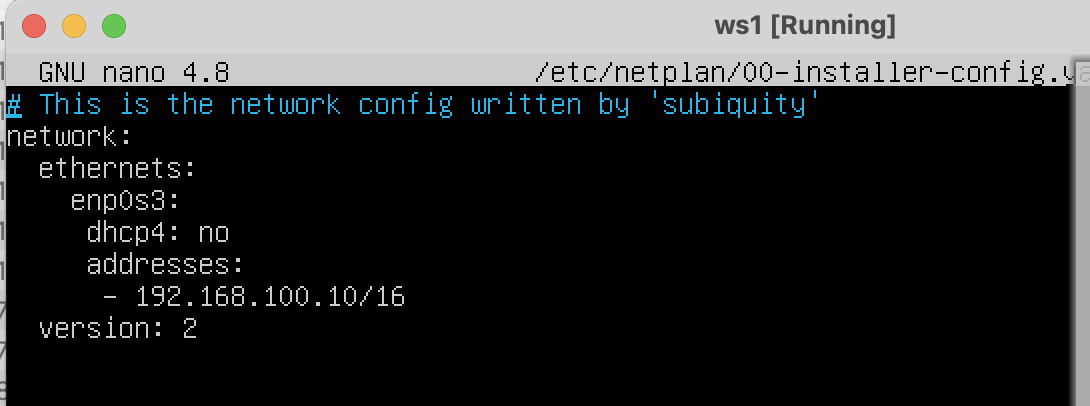 ws1 [Running]
GNU nano 4.8 /etc/netplan/00-installer-config.
# This is the network config written by 'subiquity'
network:
  ethernets:
    enp0s3:
     dhcp4: no
     addresses:
      - 192.168.100.10/16
  version: 2